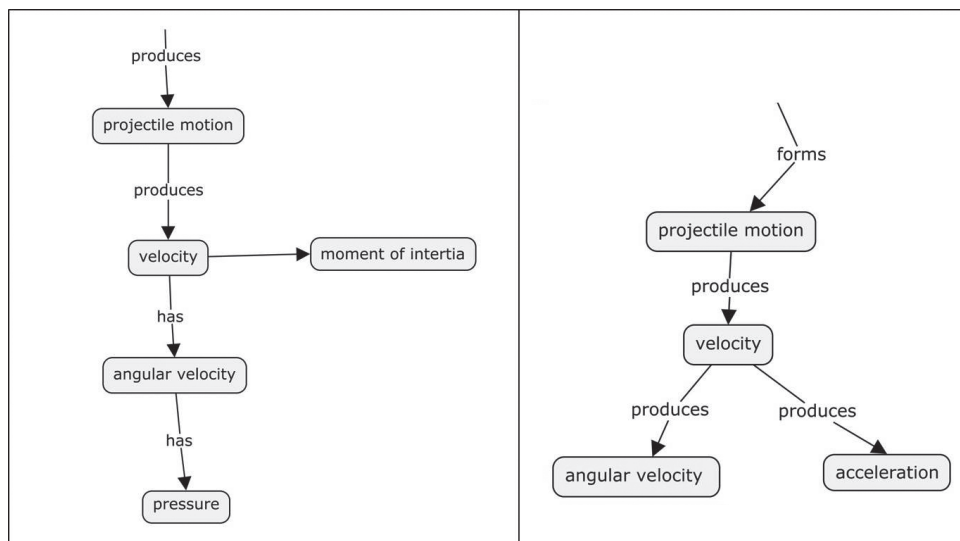 produces
projectile motion
produces
velocity
moment of intertia
has
angular velocity
has
pressure
forms
projectile motion
produces
velocity
produces
produces
angular velocity
acceleration